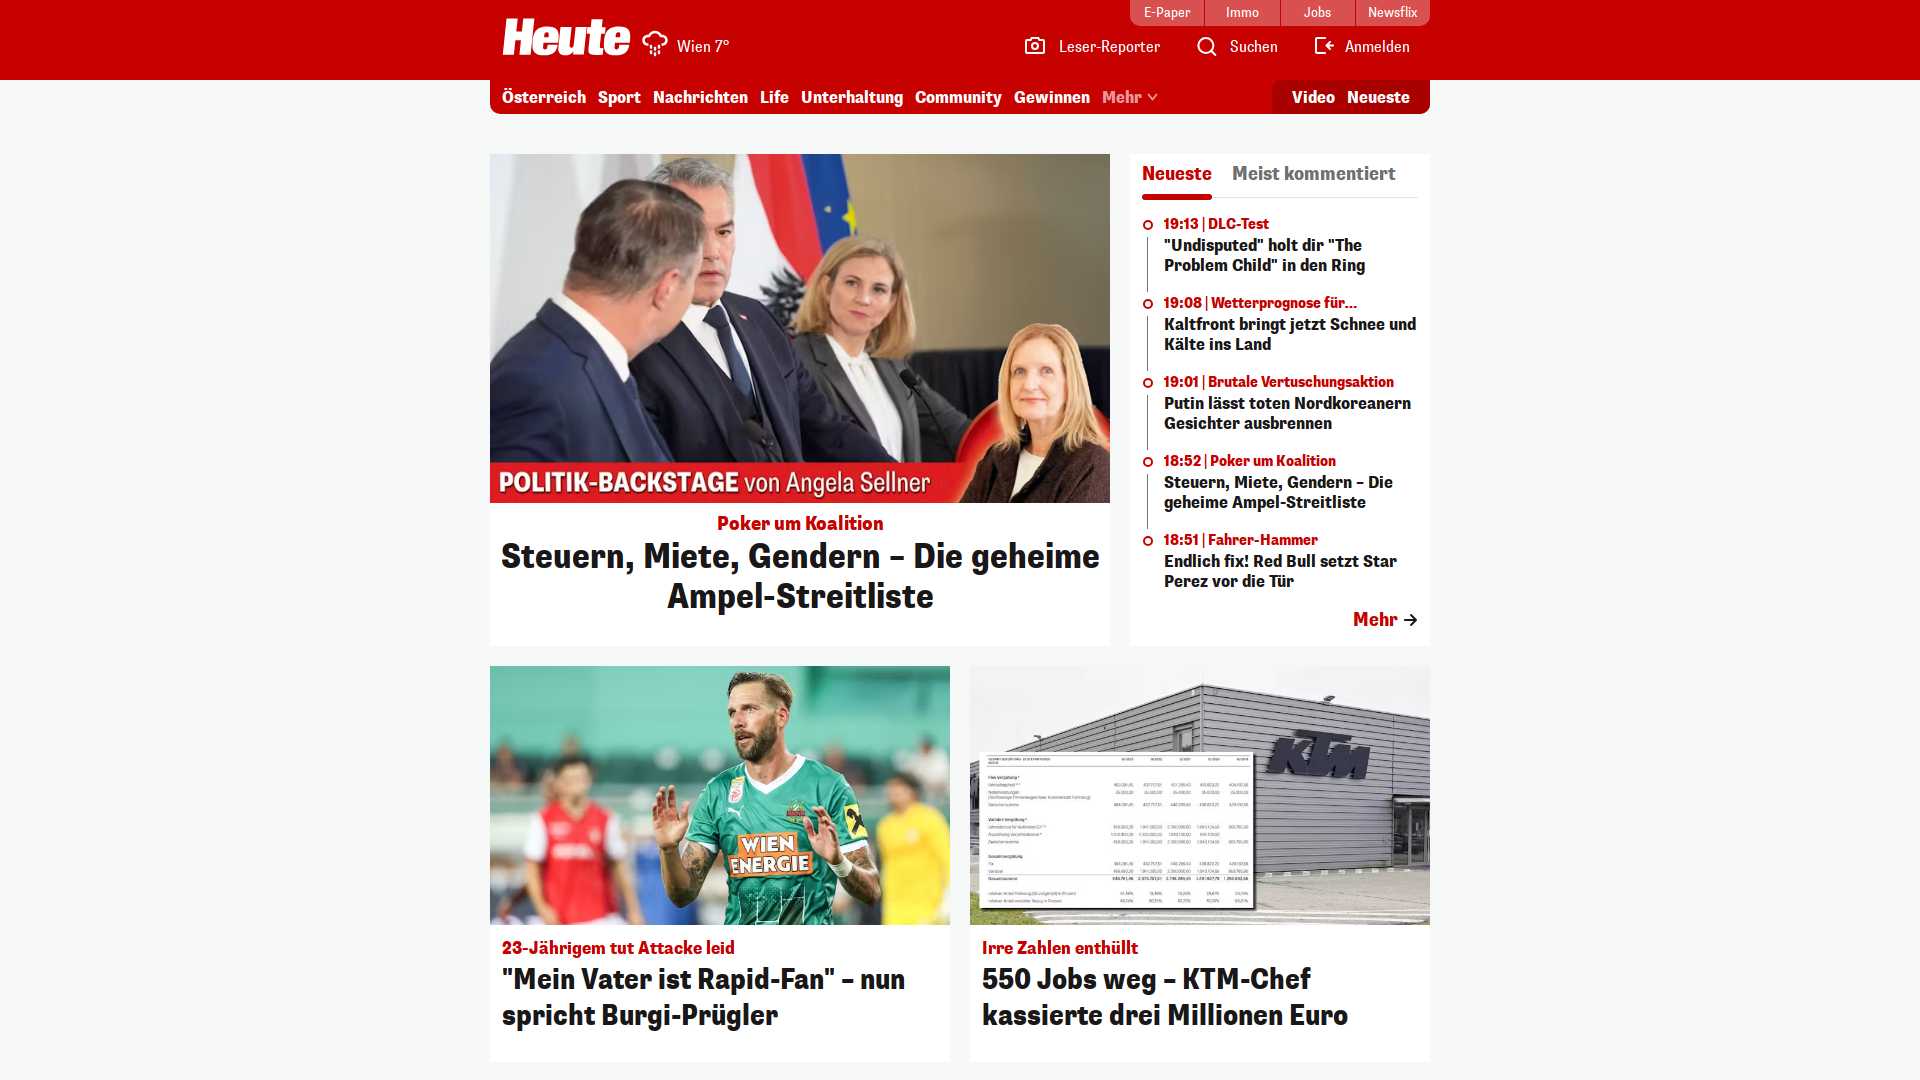 E-Paper
Immo
Jobs
Newsflix
Heute
Wien 7°
Leser-Reporter
Suchen
Anmelden
Österreich Sport Nachrichten Life Unterhaltung Community Gewinnen Mehr
Video Neueste
POLITIK-BACKSTAGE von Angela Sellner
Poker um Koalition
Steuern, Miete, Gendern – Die geheime
Ampel-Streitliste
Neueste
Meist kommentiert
19:13 | DLC-Test
"Undisputed" holt dir "The
Problem Child" in den Ring
19:08 | Wetterprognose für...
Kaltfront bringt jetzt Schnee und
Kälte ins Land
19:01 | Brutale Vertuschungsaktion
Putin lässt toten Nordkoreanern
Gesichter ausbrennen
18:52 | Poker um Koalition
Steuern, Miete, Gendern – Die
geheime Ampel-Streitliste
18:51 | Fahrer-Hammer
Endlich fix! Red Bull setzt Star
Perez vor die Tür
Mehr
WIEN
ENERGIE
23-Jährigem tut Attacke leid
"Mein Vater ist Rapid-Fan" – nun
spricht Burgi-Prügler
KTM
Irre Zahlen enthüllt
550 Jobs weg – KTM-Chef
kassierte drei Millionen Euro